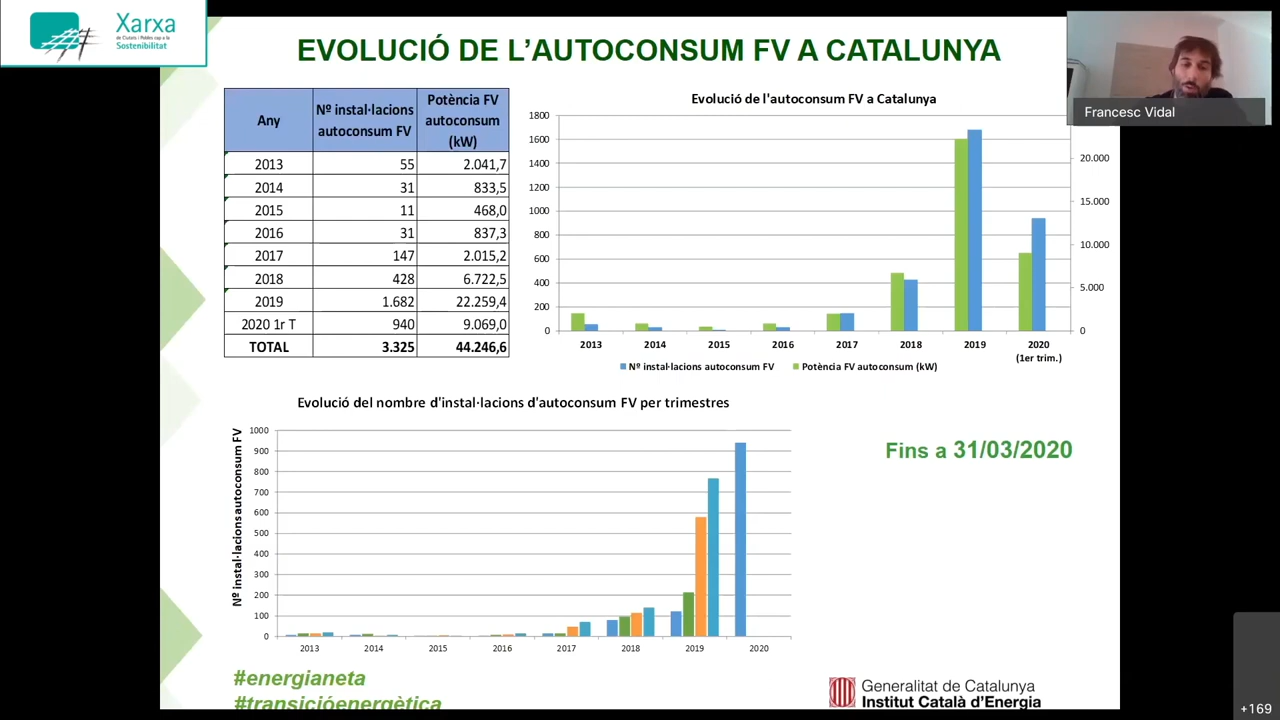 Xarxa
de Ciutats i Pobles cap a la
Sostenibilitat
EVOLUCIÓ DE L'AUTOCONSUM FV A CATALUNYA
Francesc Vidal
Any Nº instal·lacions autoconsum FV Potència FV autoconsum (kW)
2013 55 2.041,7
2014 31 833,5
2015 11 468,0
2016 31 837,3
2017 147 2.015,2
2018 428 6.722,5
2019 1.682 22.259,4
2020 1r T 940 9.069,0
TOTAL 3.325 44.246,6
Evolució de l'autoconsum FV a Catalunya
1800
1600 20.000
1400
1200 15.000
1000
800 10.000
600
400 5.000
200
0 0
2013 2014 2015 2016 2017 2018 2019 2020
(1er trim.)
Nº instal·lacions autoconsum FV Potència FV autoconsum (kW)
Evolució del nombre d'instal·lacions d'autoconsum FV per trimestres
Nº instal·lacions autoconsum FV
1000
900
800
700
600
500
400
300
200
100
0
2013 2014 2015 2016 2017 2018 2019 2020
Fins a 31/03/2020
#energianeta
#transicióenergètica
Generalitat de Catalunya
Institut Català d'Energia
+169